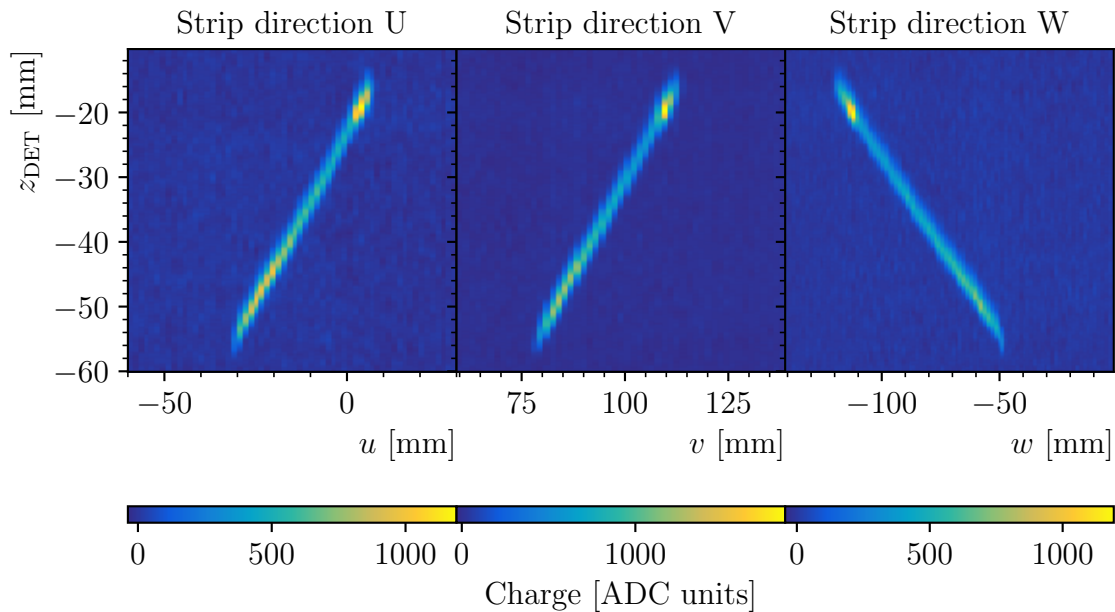 Strip direction U Strip direction V Strip direction W
z_DET [mm]
−10
−20
−30
−40
−50
−60
−50 0 75 100 125 −100 −50
u [mm] v [mm] w [mm]
0 500 1000 0 1000 0 500 1000
Charge [ADC units]